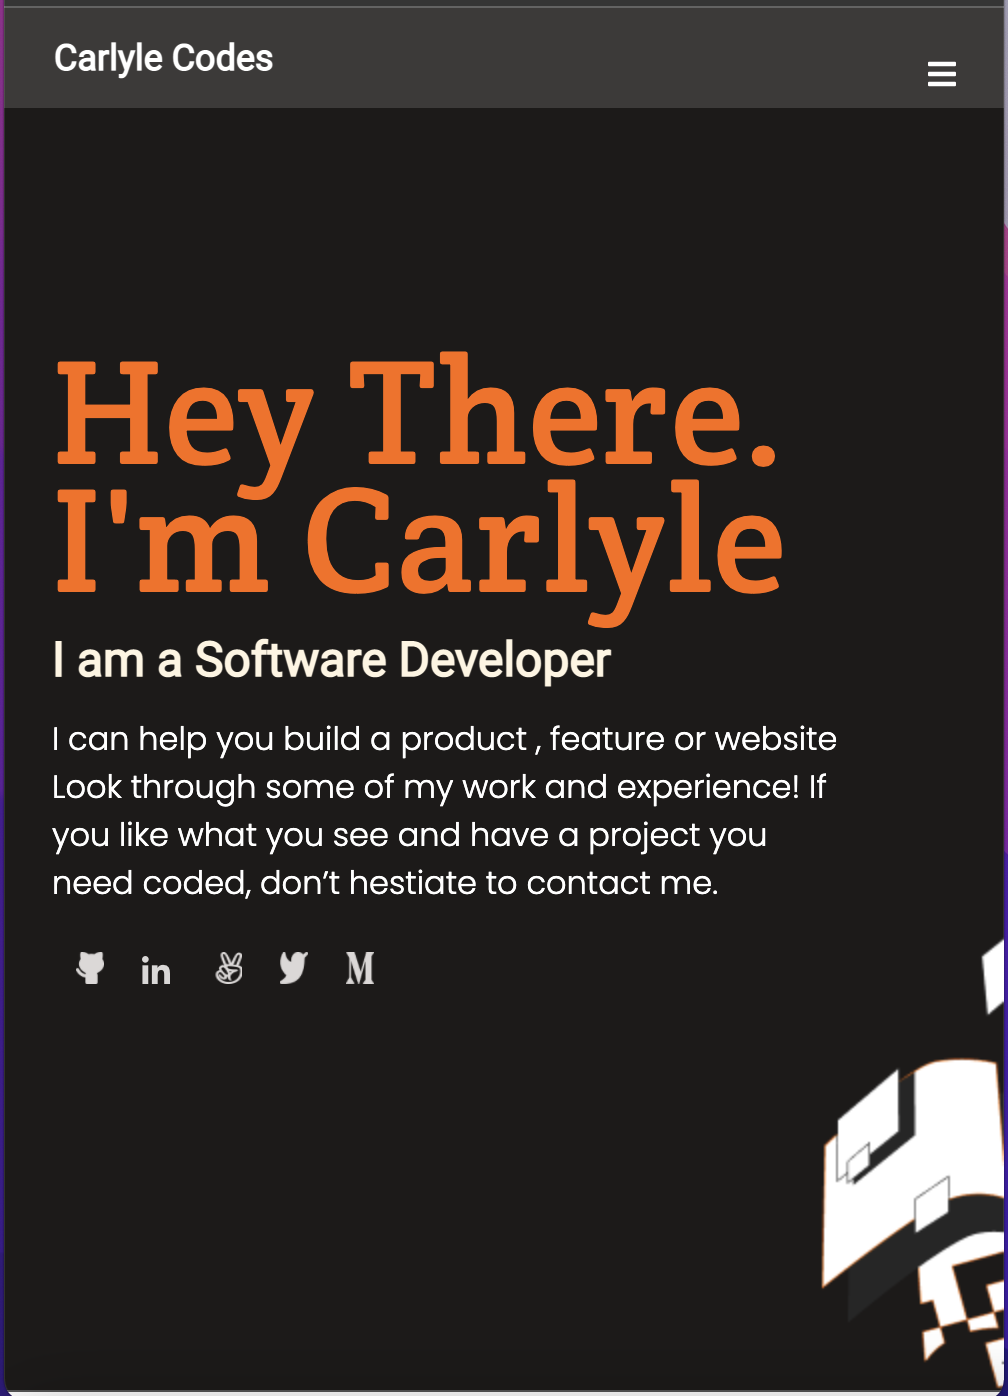 Carlyle Codes
Hey There.
I'm Carlyle
I am a Software Developer
I can help you build a product , feature or website
Look through some of my work and experience! If
you like what you see and have a project you
need coded, don’t hestiate to contact me.